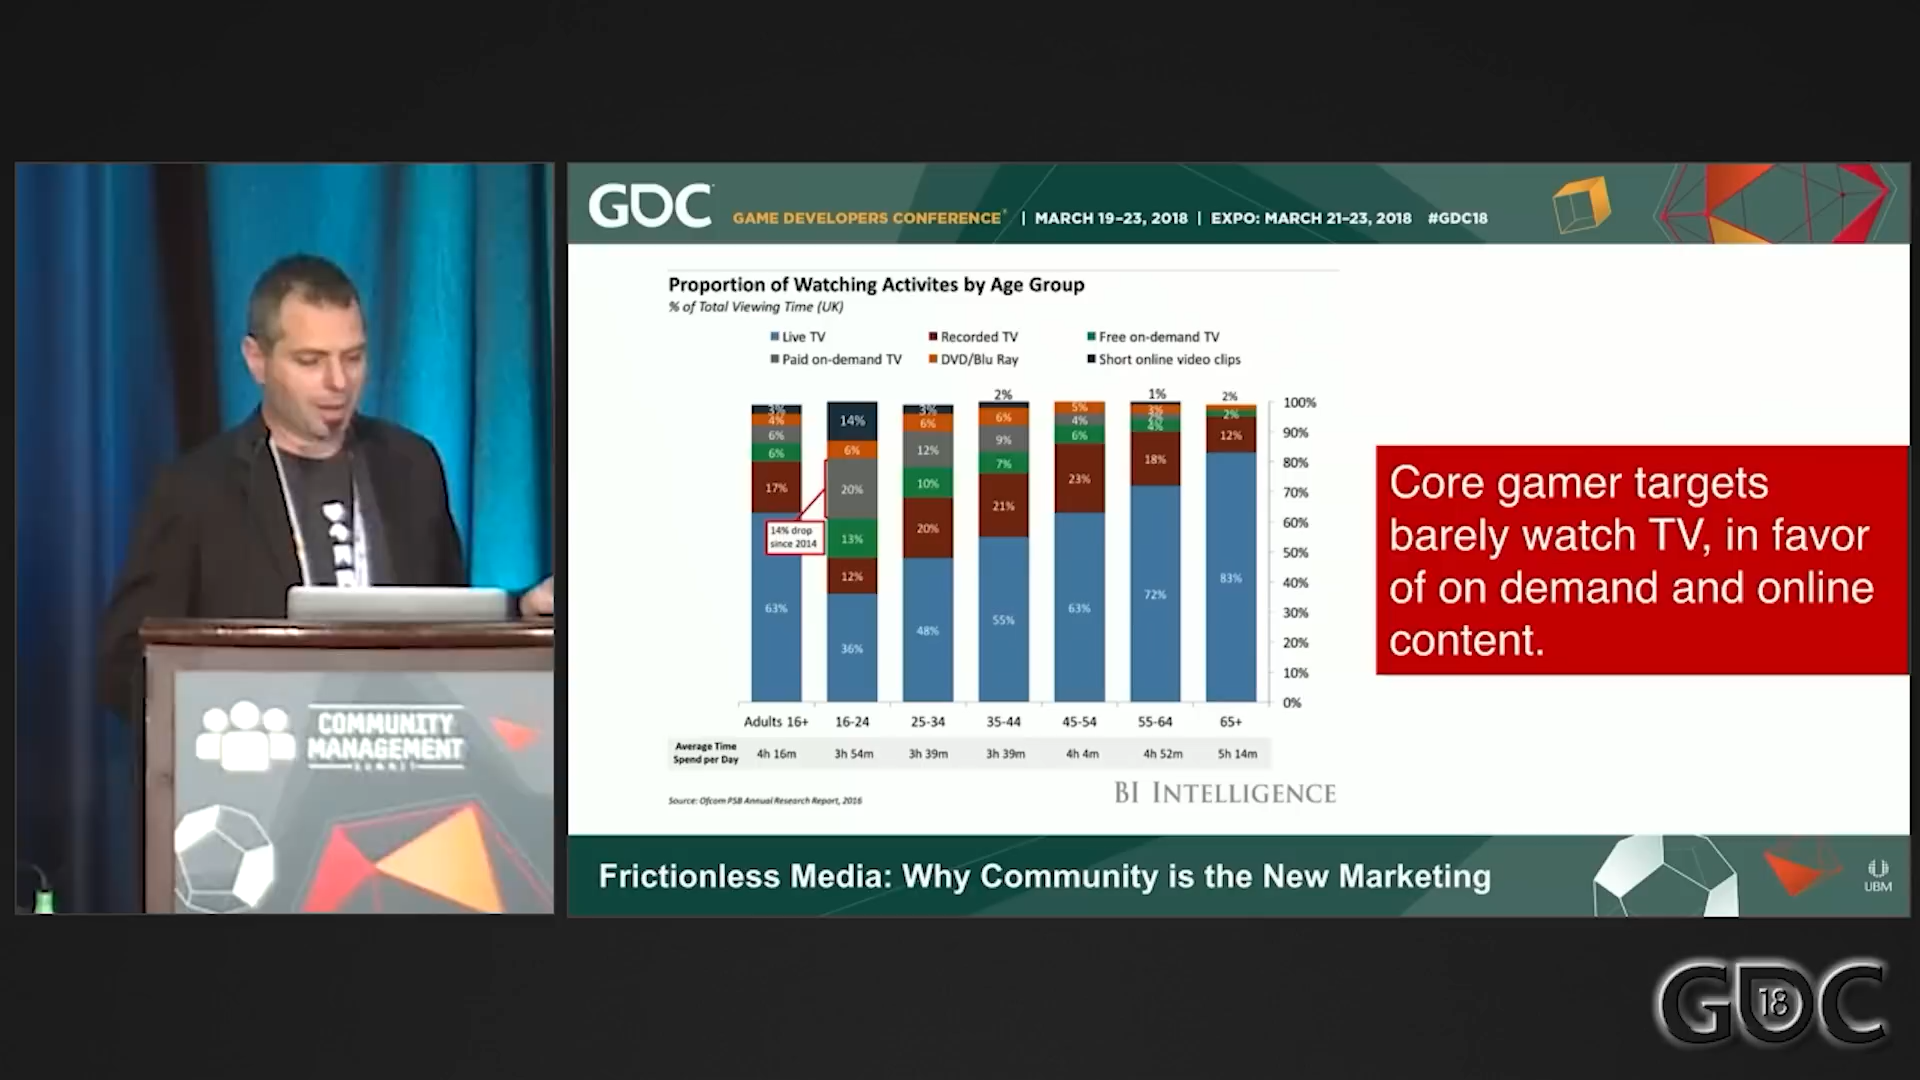 GDC
GAME DEVELOPERS CONFERENCE | MARCH 19–23, 2018 | EXPO: MARCH 21–23, 2018 #GDC18
Proportion of Watching Activites by Age Group
% of Total Viewing Time (UK)
Live TV Recorded TV Free on-demand TV
Paid on-demand TV DVD/Blu Ray Short online video clips
2% 1% 2%
3% 14% 3% 6% 5% 3% 2%
4% 6% 6% 9% 4% 2% 12%
6% 20% 12% 7% 6% 4%
6% 13% 10% 21% 23% 18%
17% 12% 20%
14% drop
since 2014
63% 36% 48% 55% 63% 72% 83%
100%
90%
80%
70%
60%
50%
40%
30%
20%
10%
0%
Adults 16+ 16-24 25-34 35-44 45-54 55-64 65+
Average Time
Spend per Day
4h 16m 3h 54m 3h 39m 3h 39m 4h 4m 4h 52m 5h 14m
Source: Ofcom PSB Annual Research Report, 2016
BI INTELLIGENCE
Core gamer targets
barely watch TV, in favor
of on demand and online
content.
COMMUNITY
MANAGEMENT
SUMMIT
Frictionless Media: Why Community is the New Marketing
UBM
GDC
18